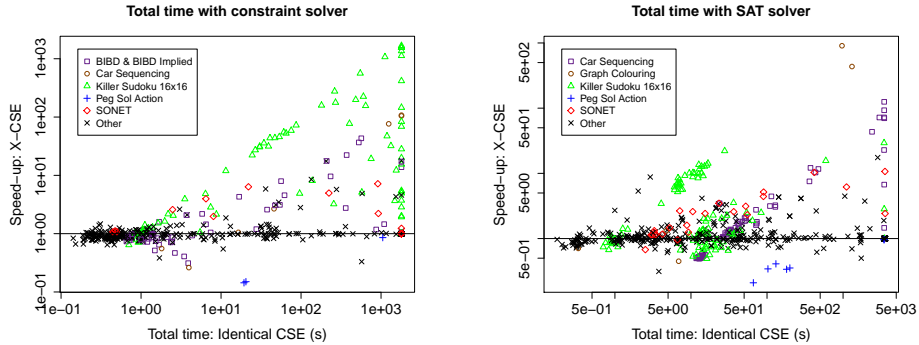 Total time with constraint solver
Speed-up: X-CSE
1e+03
1e+02
1e+01
1e+00
1e-01
BIBD & BIBD Implied
Car Sequencing
Killer Sudoku 16x16
Peg Sol Action
SONET
Other
1e-01 1e+00 1e+01 1e+02 1e+03
Total time: Identical CSE (s)
Total time with SAT solver
Speed-up: X-CSE
5e+02
5e+01
5e+00
5e-01
Car Sequencing
Graph Colouring
Killer Sudoku 16x16
Peg Sol Action
SONET
Other
5e-01 5e+00 5e+01 5e+02 5e+03
Total time: Identical CSE (s)